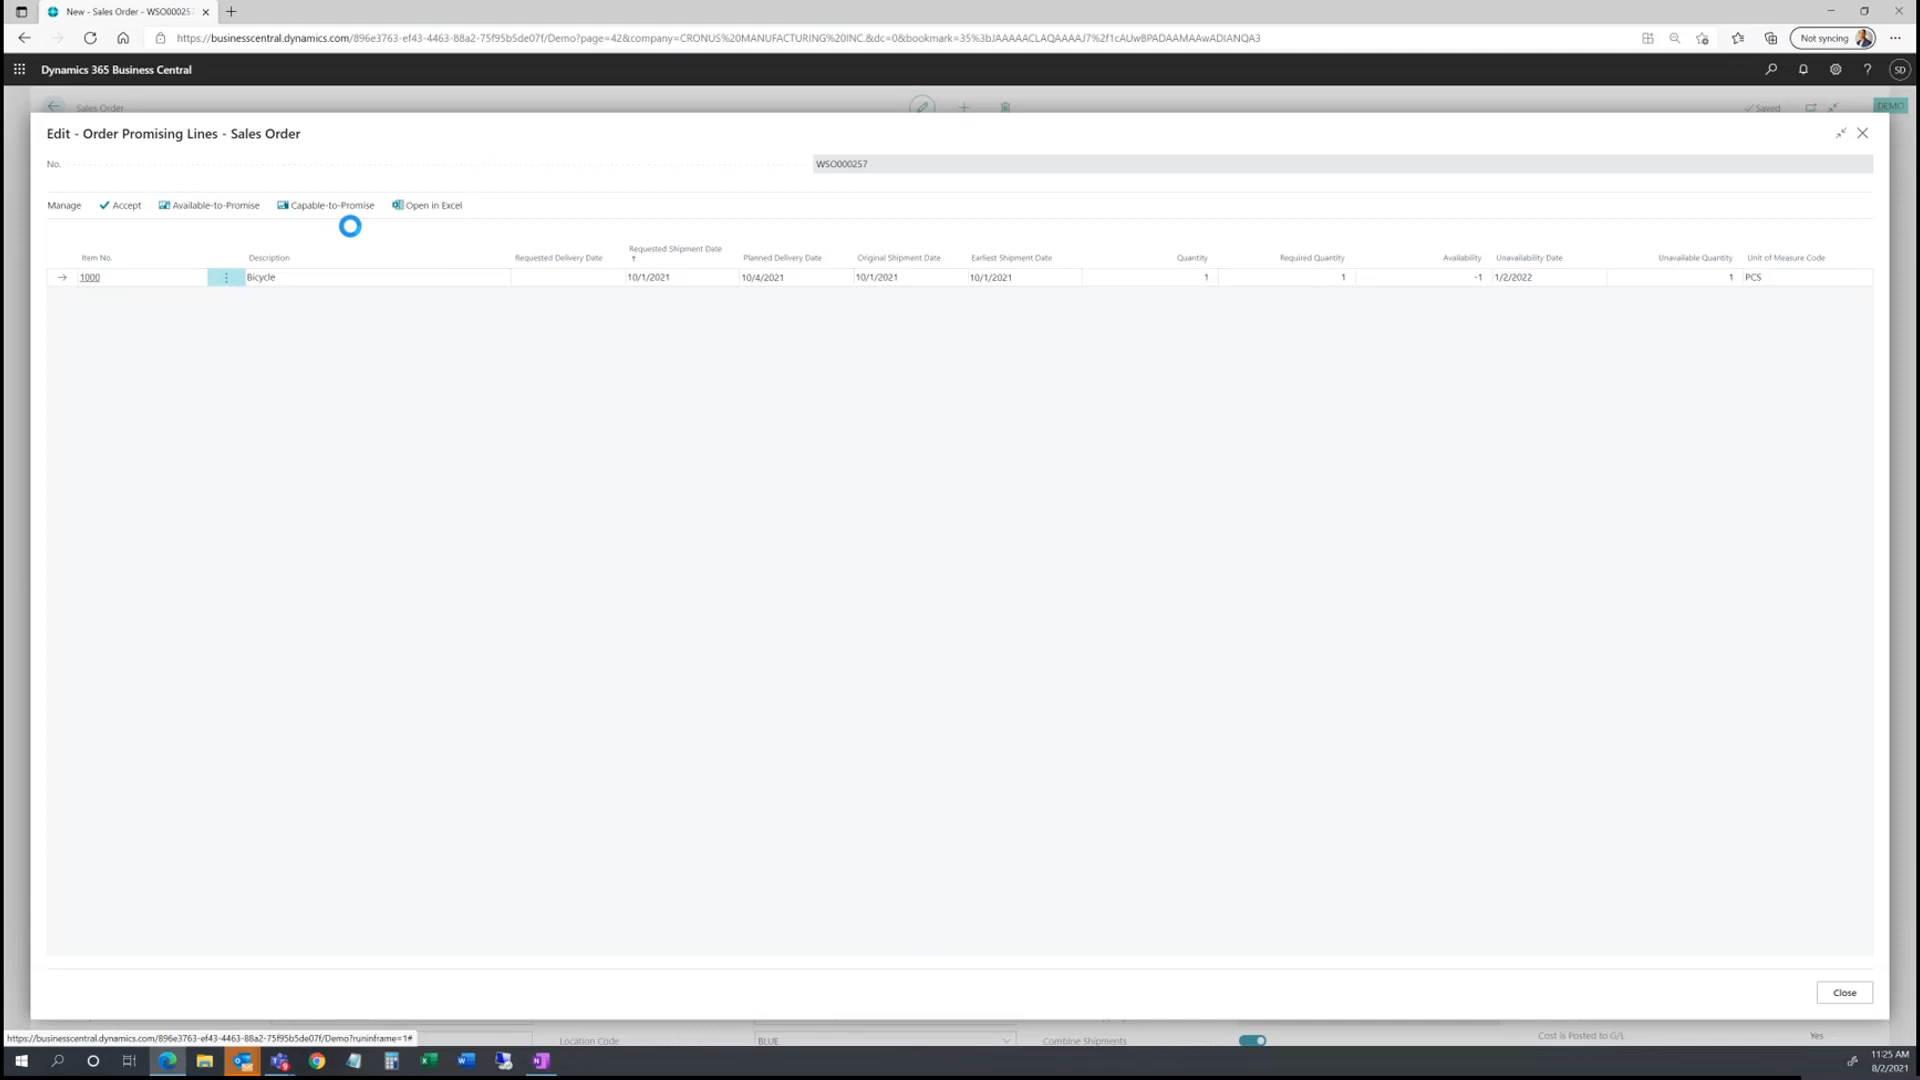 New - Sales Order - WSO000257
https://businesscentral.dynamics.com/896e3763-ef43-4463-88a2-75f95b5de07f/Demo?page=42&company=CRONUS%20MANUFACTURING%20INC.&dc=0&bookmark=35%3bJAAAAACLAQAAAAJ7%2f1cAUwBPADAAMAAwADIANQA3
Not syncing
Dynamics 365 Business Central
SD
Sales Order
Saved
DEMO
Edit - Order Promising Lines - Sales Order
No.
WSO000257
Manage Accept Available-to-Promise Capable-to-Promise Open in Excel
Item No. Description Requested Delivery Date Requested Shipment Date ↑ Planned Delivery Date Original Shipment Date Earliest Shipment Date Quantity Required Quantity Availability Unavailability Date Unavailable Quantity Unit of Measure Code
→ 1000 Bicycle 10/1/2021 10/4/2021 10/1/2021 10/1/2021 1 1 -1 1/2/2022 1 PCS
Close
https://businesscentral.dynamics.com/896e3763-ef43-4463-88a2-75f95b5de07f/Demo?runinframe=1#
Location Code BLUE Combine Shipments Cost is Posted to G/L Yes
11:25 AM
8/2/2021